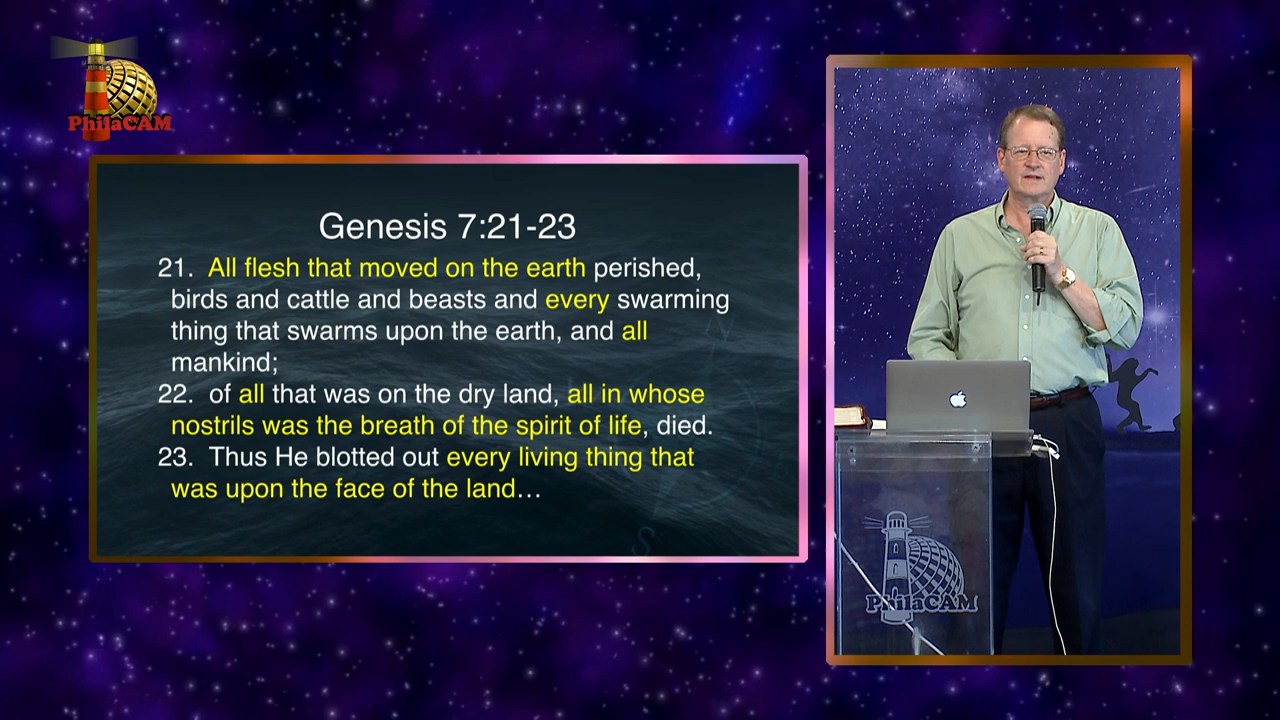 PhilaCAM
Genesis 7:21-23
21. All flesh that moved on the earth perished,
birds and cattle and beasts and every swarming
thing that swarms upon the earth, and all
mankind;
22. of all that was on the dry land, all in whose
nostrils was the breath of the spirit of life, died.
23. Thus He blotted out every living thing that
was upon the face of the land…
N
S
PhilaCAM